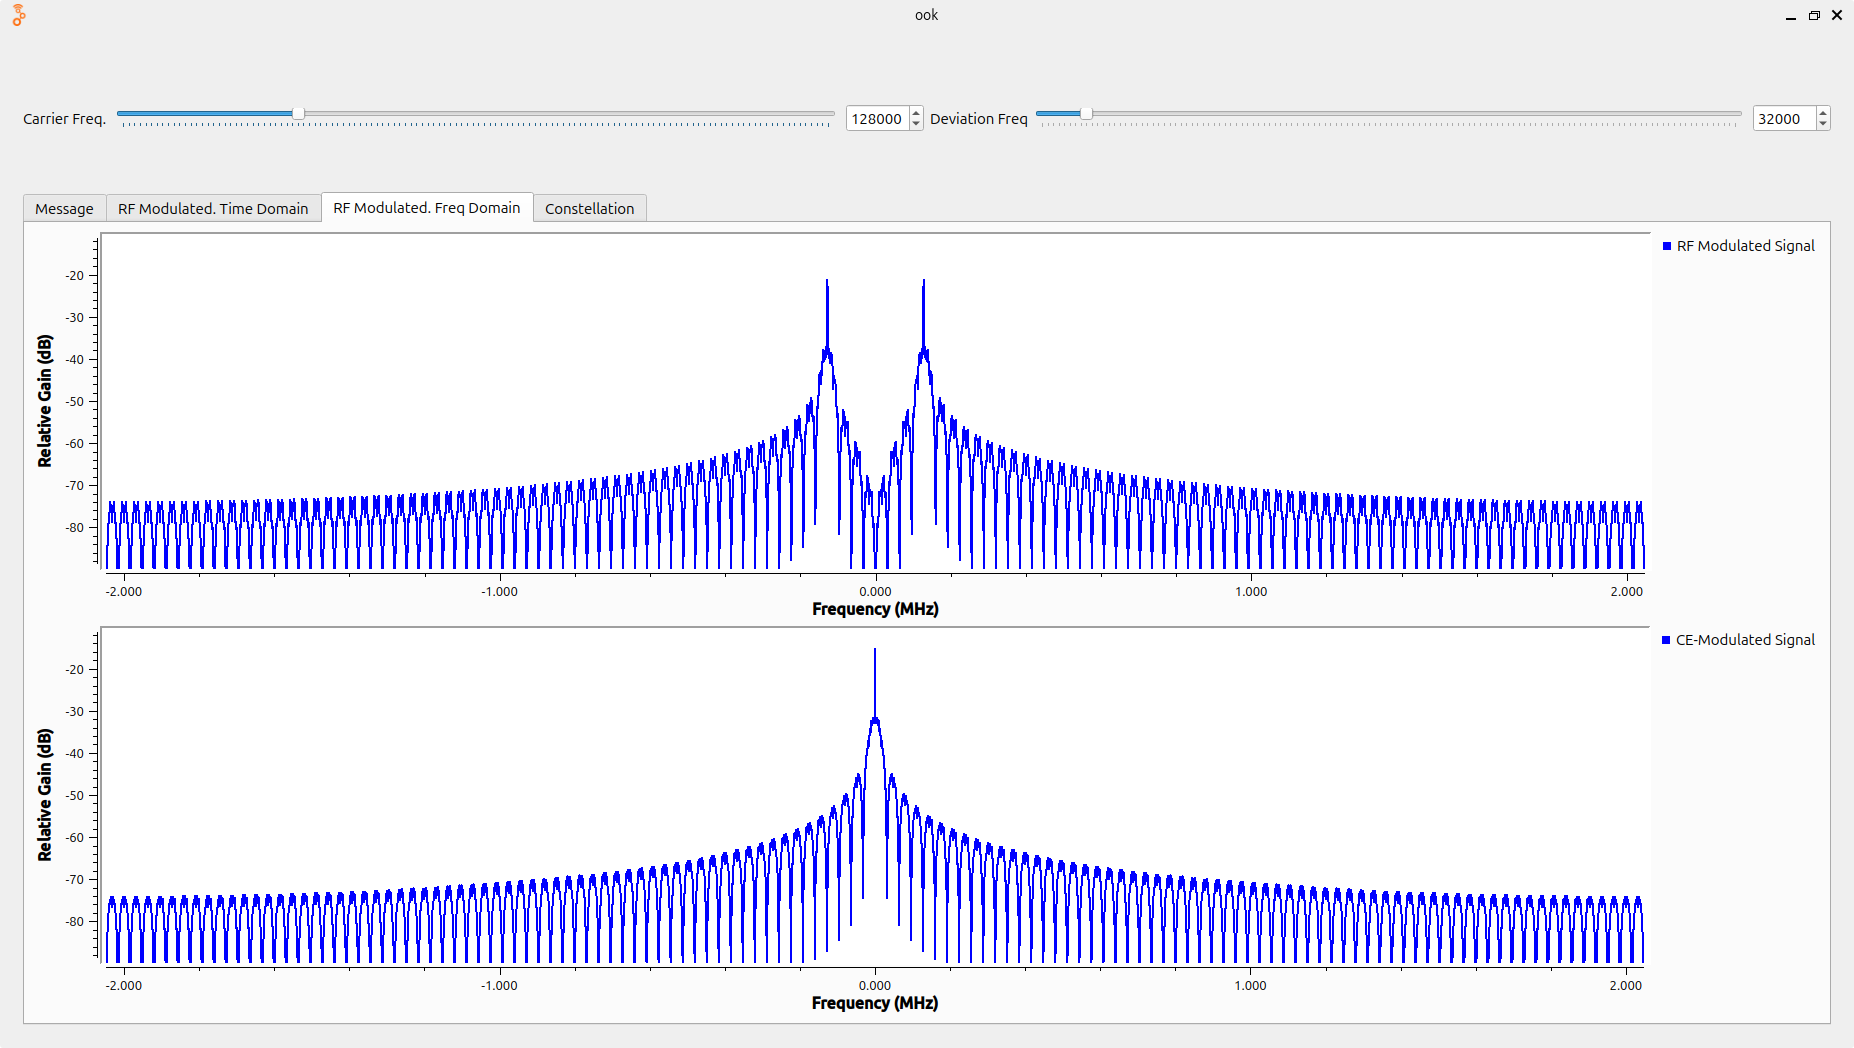 ook
Carrier Freq. 128000 Deviation Freq 32000
Message RF Modulated. Time Domain RF Modulated. Freq Domain Constellation
RF Modulated Signal
Relative Gain (dB)
-20
-30
-40
-50
-60
-70
-80
-2.000 -1.000 0.000 1.000 2.000
Frequency (MHz)
CE-Modulated Signal
Relative Gain (dB)
-20
-30
-40
-50
-60
-70
-80
-2.000 -1.000 0.000 1.000 2.000
Frequency (MHz)